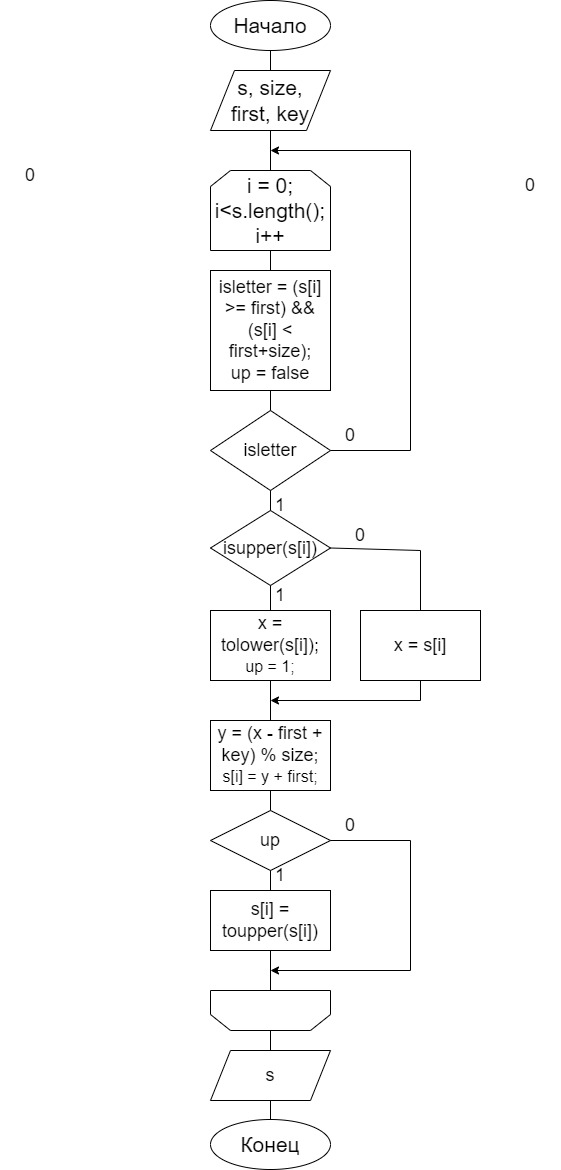 Начало
s, size,
first, key
0
0
i = 0;
i<s.length();
i++
isletter = (s[i]
>= first) &&
(s[i] <
first+size);
up = false
isletter
0
1
isupper(s[i])
0
1
x =
tolower(s[i]);
up = 1;
x = s[i]
y = (x - first +
key) % size;
s[i] = y + first;
up
0
1
s[i] =
toupper(s[i])
s
Конец